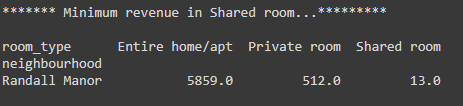 ******* Minimum revenue in Shared room...*********
room_type Entire home/apt Private room Shared room
neighbourhood
Randall Manor 5859.0 512.0 13.0